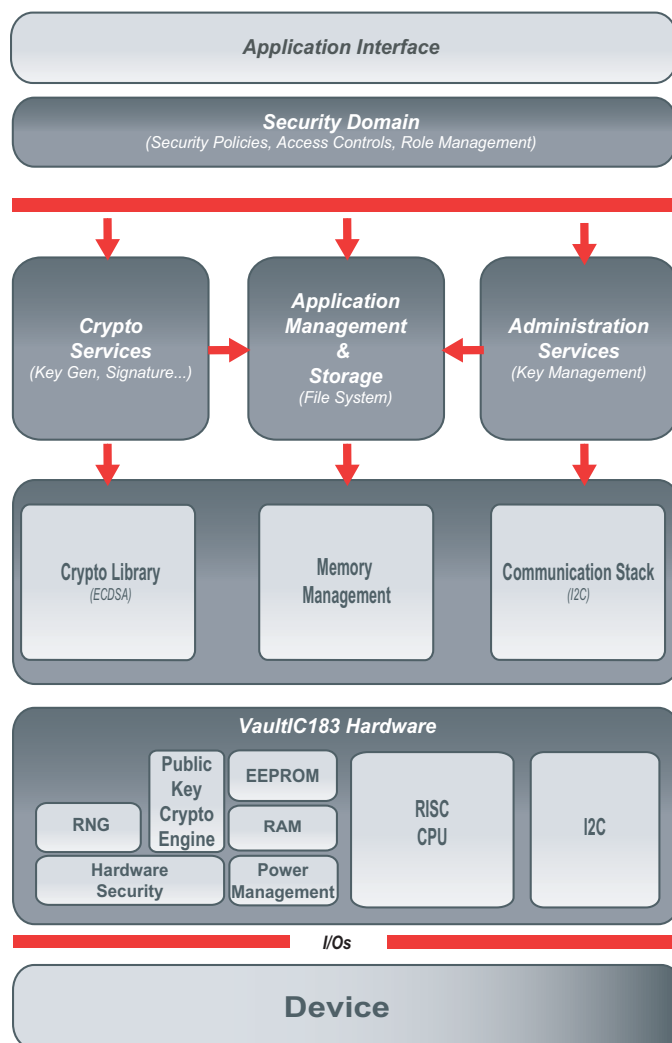 Application Interface
Security Domain
(Security Policies, Access Controls, Role Management)
Crypto
Services
(Key Gen, Signature...)
Application
Management
&
Storage
(File System)
Administration
Services
(Key Management)
Crypto Library
(ECDSA)
Memory
Management
Communication Stack
(I2C)
VaultIC183 Hardware
RNG
Public
Key
Crypto
Engine
EEPROM
RAM
Hardware
Security
Power
Management
RISC
CPU
I2C
I/Os
Device